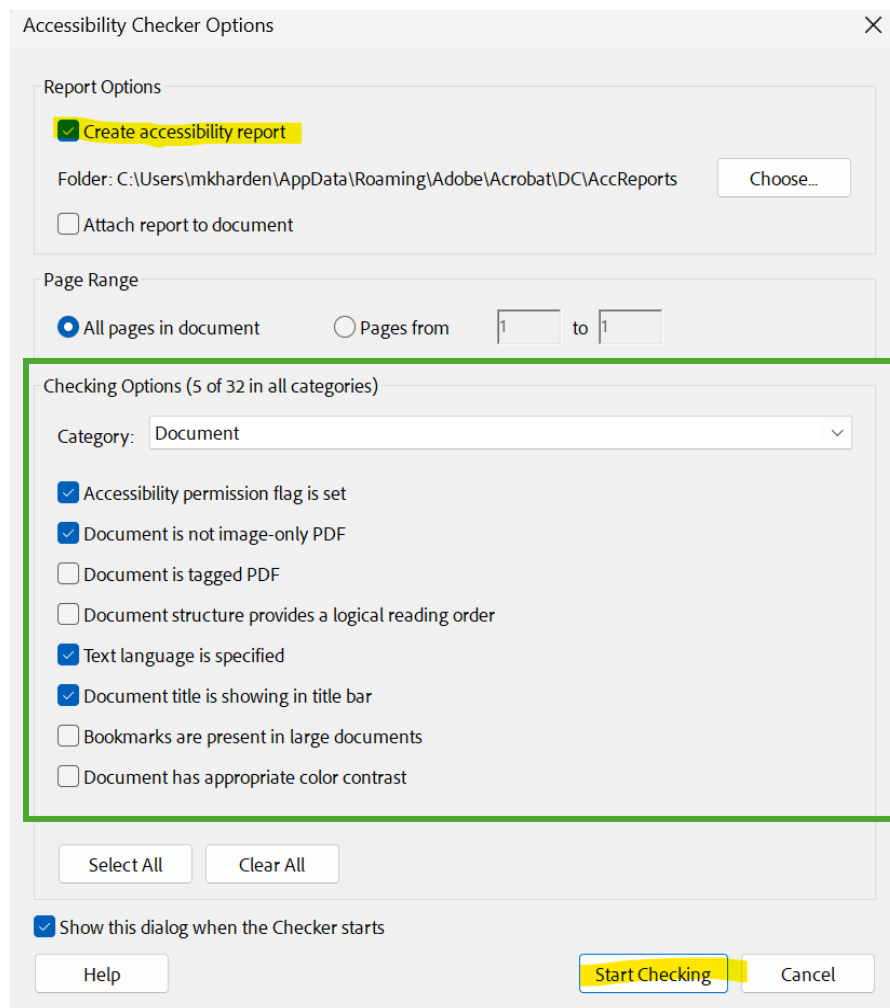 Accessibility Checker Options
Report Options
Create accessibility report
Folder: C:\Users\mkharden\AppData\Roaming\Adobe\Acrobat\DC\AccReports Choose...
Attach report to document
Page Range
All pages in document Pages from 1 to 1
Checking Options (5 of 32 in all categories)
Category: Document
Accessibility permission flag is set
Document is not image-only PDF
Document is tagged PDF
Document structure provides a logical reading order
Text language is specified
Document title is showing in title bar
Bookmarks are present in large documents
Document has appropriate color contrast
Select All Clear All
Show this dialog when the Checker starts
Help Start Checking Cancel